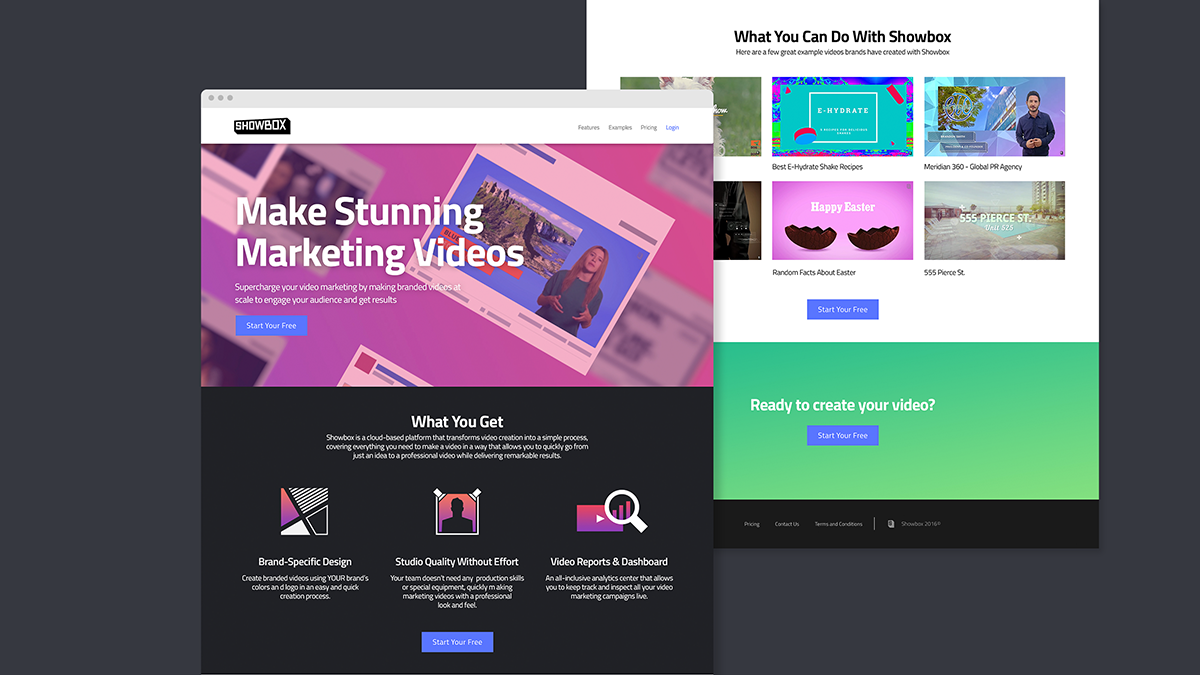 SHOWBOX
Features
Examples
Pricing
Login
Make Stunning
Marketing Videos
Supercharge your video marketing by making branded videos at
scale to engage your audience and get results
Start Your Free
What You Get
Showbox is a cloud-based platform that transforms video creation into a simple process,
covering everything you need to make a video in a way that allows you to quickly go from
just an idea to a professional video while delivering remarkable results.
Brand-Specific Design
Create branded videos using YOUR brand's
colors an d logo in an easy and quick
creation process.
Studio Quality Without Effort
Your team doesn't need any production skills
or special equipment, quickly m aking
marketing videos with a professional
look and feel.
Video Reports & Dashboard
An all-inclusive analytics center that allows
you to keep track and inspect all your video
marketing campaigns live.
Start Your Free
What You Can Do With Showbox
Here are a few great example videos brands have created with Showbox
E-HYDRATE
Best E-Hydrate Shake Recipes
Meridian 360 - Global PR Agency
Happy Easter
Random Facts About Easter
555 PIERCE ST.
Unit 525
555 Pierce St.
Start Your Free
Ready to create your video?
Start Your Free
Pricing
Contact Us
Terms and Conditions
Showbox 2016©